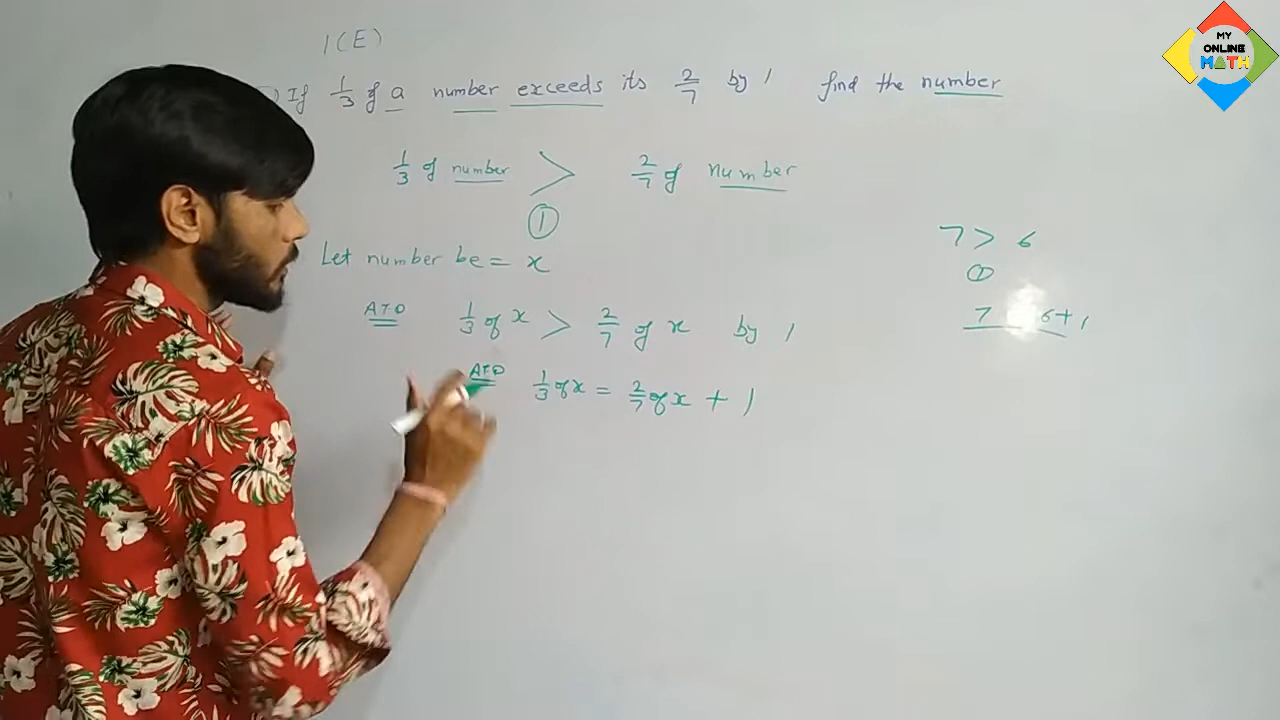 MY
ONLINE
MATH
1(E)
) If 1/3 of a number exceeds its 2/7 by 1 find the number
1/3 of number > 2/7 of number
1
Let number be = x
7 > 6
1
ATQ 1/3 of x > 2/7 of x by 1
7 6+1
ATQ 1/3 of x = 2/7 of x + 1